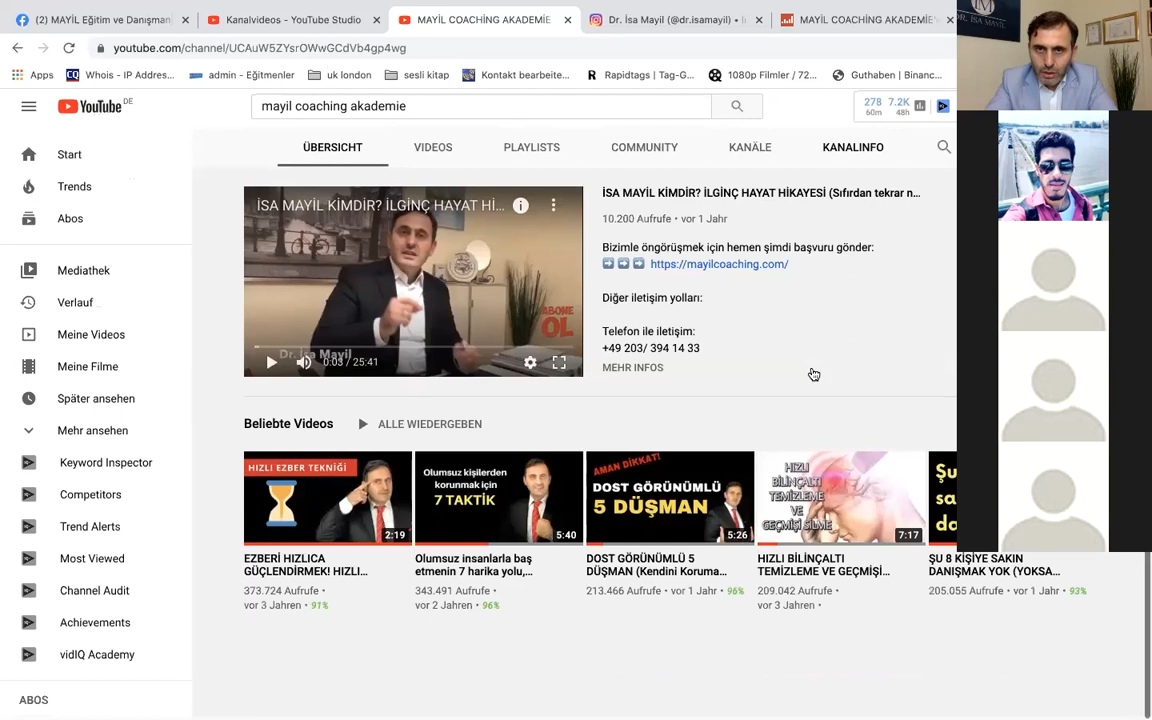 (2) MAYİL Eğitim ve Danışman
Kanalvideos - YouTube Studio
MAYİL COACHİNG AKADEMİE
Dr. İsa Mayil (@dr.isamayil) •
MAYİL COACHİNG AKADEMİE'
youtube.com/channel/UCAuW5ZYsrOWwGCdVb4gp4wg
Apps
Whois - IP Addres...
admin - Eğitmenler
uk london
sesli kitap
Kontakt bearbeite...
Rapidtags | Tag-G...
1080p Filmler / 72...
Guthaben | Binanc...
YouTube DE
mayil coaching akademie
278 7.2K
60m 48h
ÜBERSICHT
VIDEOS
PLAYLISTS
COMMUNITY
KANÄLE
KANALINFO
Start
Trends
Abos
Mediathek
Verlauf
Meine Videos
Meine Filme
Später ansehen
Mehr ansehen
Keyword Inspector
Competitors
Trend Alerts
Most Viewed
Channel Audit
Achievements
vidIQ Academy
ABOS
İSA MAYİL KİMDİR? İLGİNÇ HAYAT Hİ...
ABONE
OL
Dr. İsa Mayil
0:03 / 25:41
İSA MAYİL KİMDİR? İLGİNÇ HAYAT HİKAYESİ (Sıfırdan tekrar n...
10.200 Aufrufe • vor 1 Jahr
Bizimle öngörüşmek için hemen şimdi başvuru gönder:
https://mayilcoaching.com/
Diğer iletişim yolları:
Telefon ile iletişim:
+49 203/ 394 14 33
MEHR INFOS
Beliebte Videos
ALLE WIEDERGEBEN
HIZLI EZBER TEKNİĞİ
2:19
EZBERİ HIZLICA
GÜÇLENDİRMEK! HIZLI...
373.724 Aufrufe •
vor 3 Jahren • 91%
Olumsuz kişilerden
korunmak için
7 TAKTİK
5:40
Olumsuz insanlarla baş
etmenin 7 harika yolu,...
343.491 Aufrufe •
vor 2 Jahren • 96%
AMAN DİKKAT!
DOST GÖRÜNÜMLÜ
5 DÜŞMAN
5:26
DOST GÖRÜNÜMLÜ 5
DÜŞMAN (Kendini Koruma...
213.466 Aufrufe • vor 1 Jahr • 96%
HIZLI
BİLİNÇALTI
TEMİZLEME
VE
GEÇMİŞİ SİLME
7:17
HIZLI BİLİNÇALTI
TEMİZLEME VE GEÇMİŞİ...
209.042 Aufrufe •
vor 3 Jahren •
Şu
sa
da
ŞU 8 KİŞİYE SAKIN
DANIŞMAK YOK (YOKSA...
205.055 Aufrufe • vor 1 Jahr • 93%
DR. İSA MAYIL